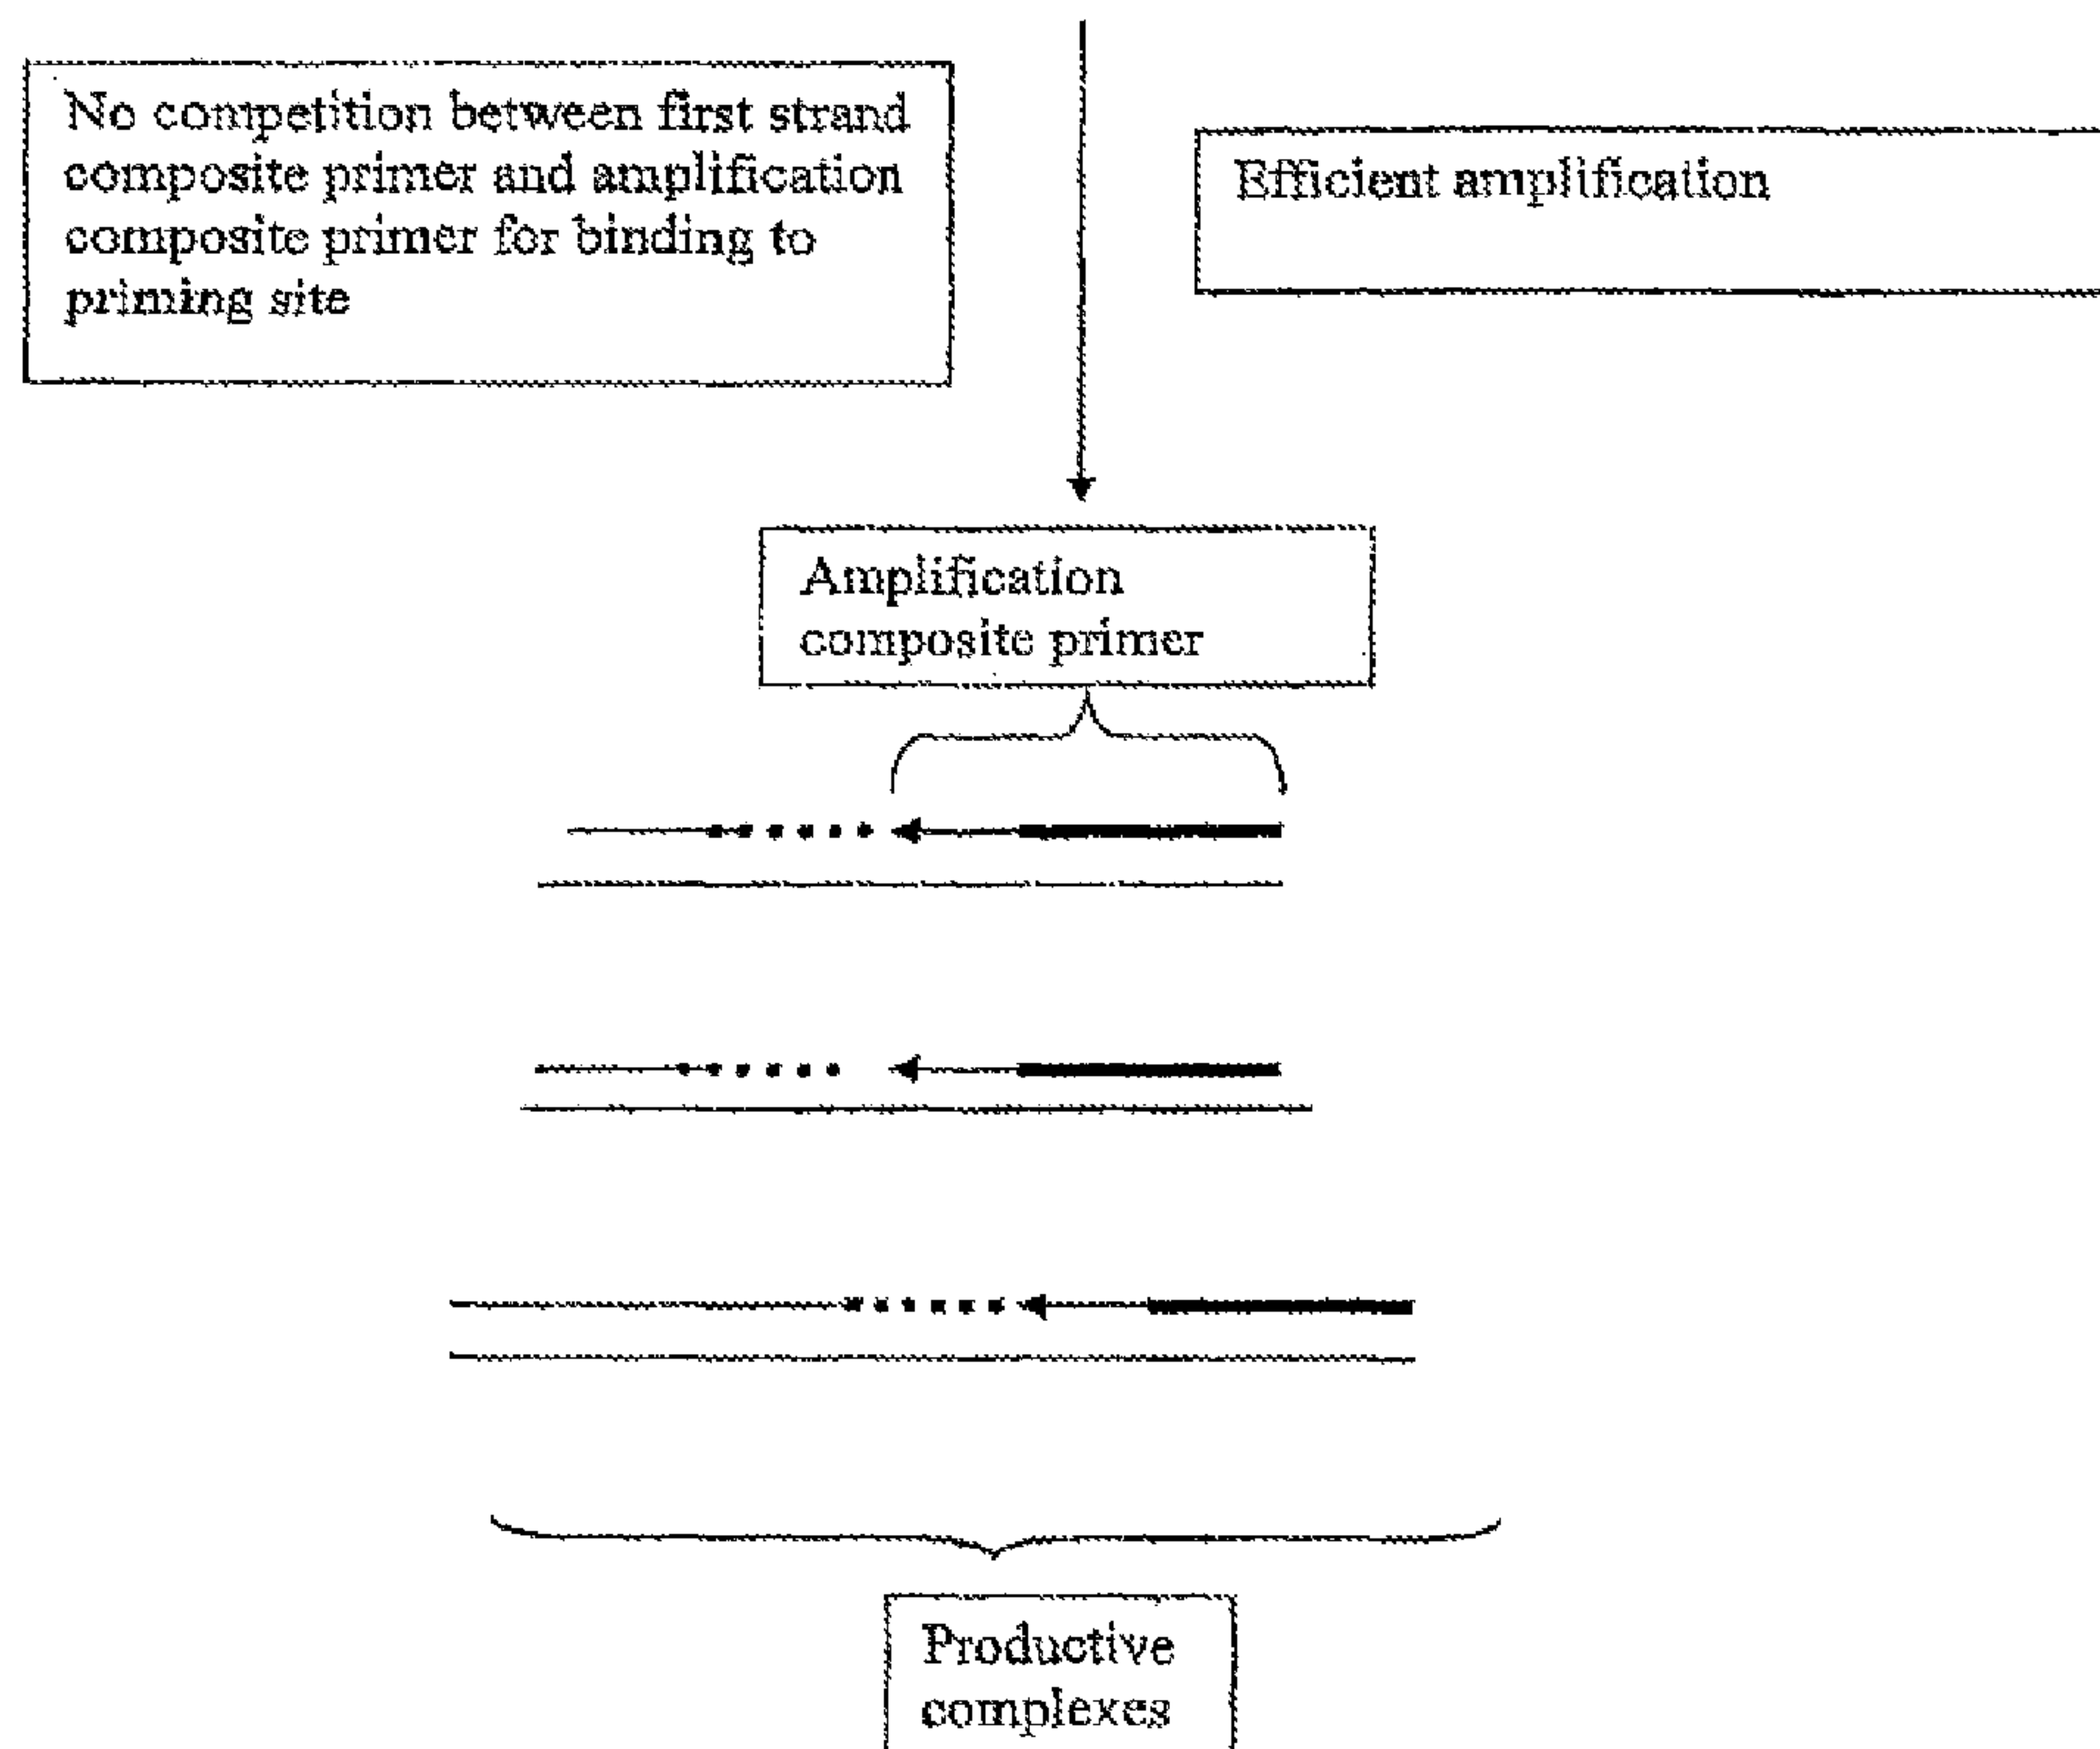 No competition between first strand
composite primer and amplification
composite primer for binding to
priming site
Efficient amplification
Amplification
composite primer
Productive
complexes